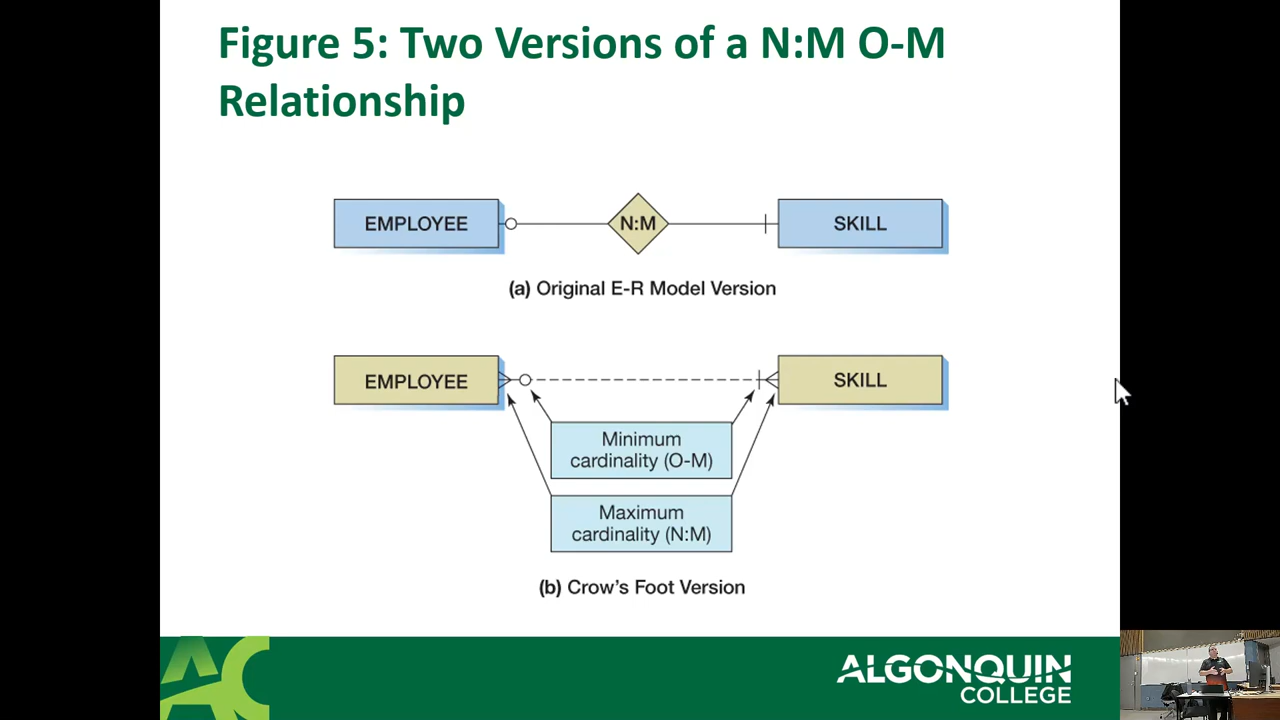 Figure 5: Two Versions of a N:M O-M
Relationship
EMPLOYEE
N:M
SKILL
(a) Original E-R Model Version
EMPLOYEE
SKILL
Minimum
cardinality (O-M)
Maximum
cardinality (N:M)
(b) Crow's Foot Version
AC
ALGONQUIN
COLLEGE